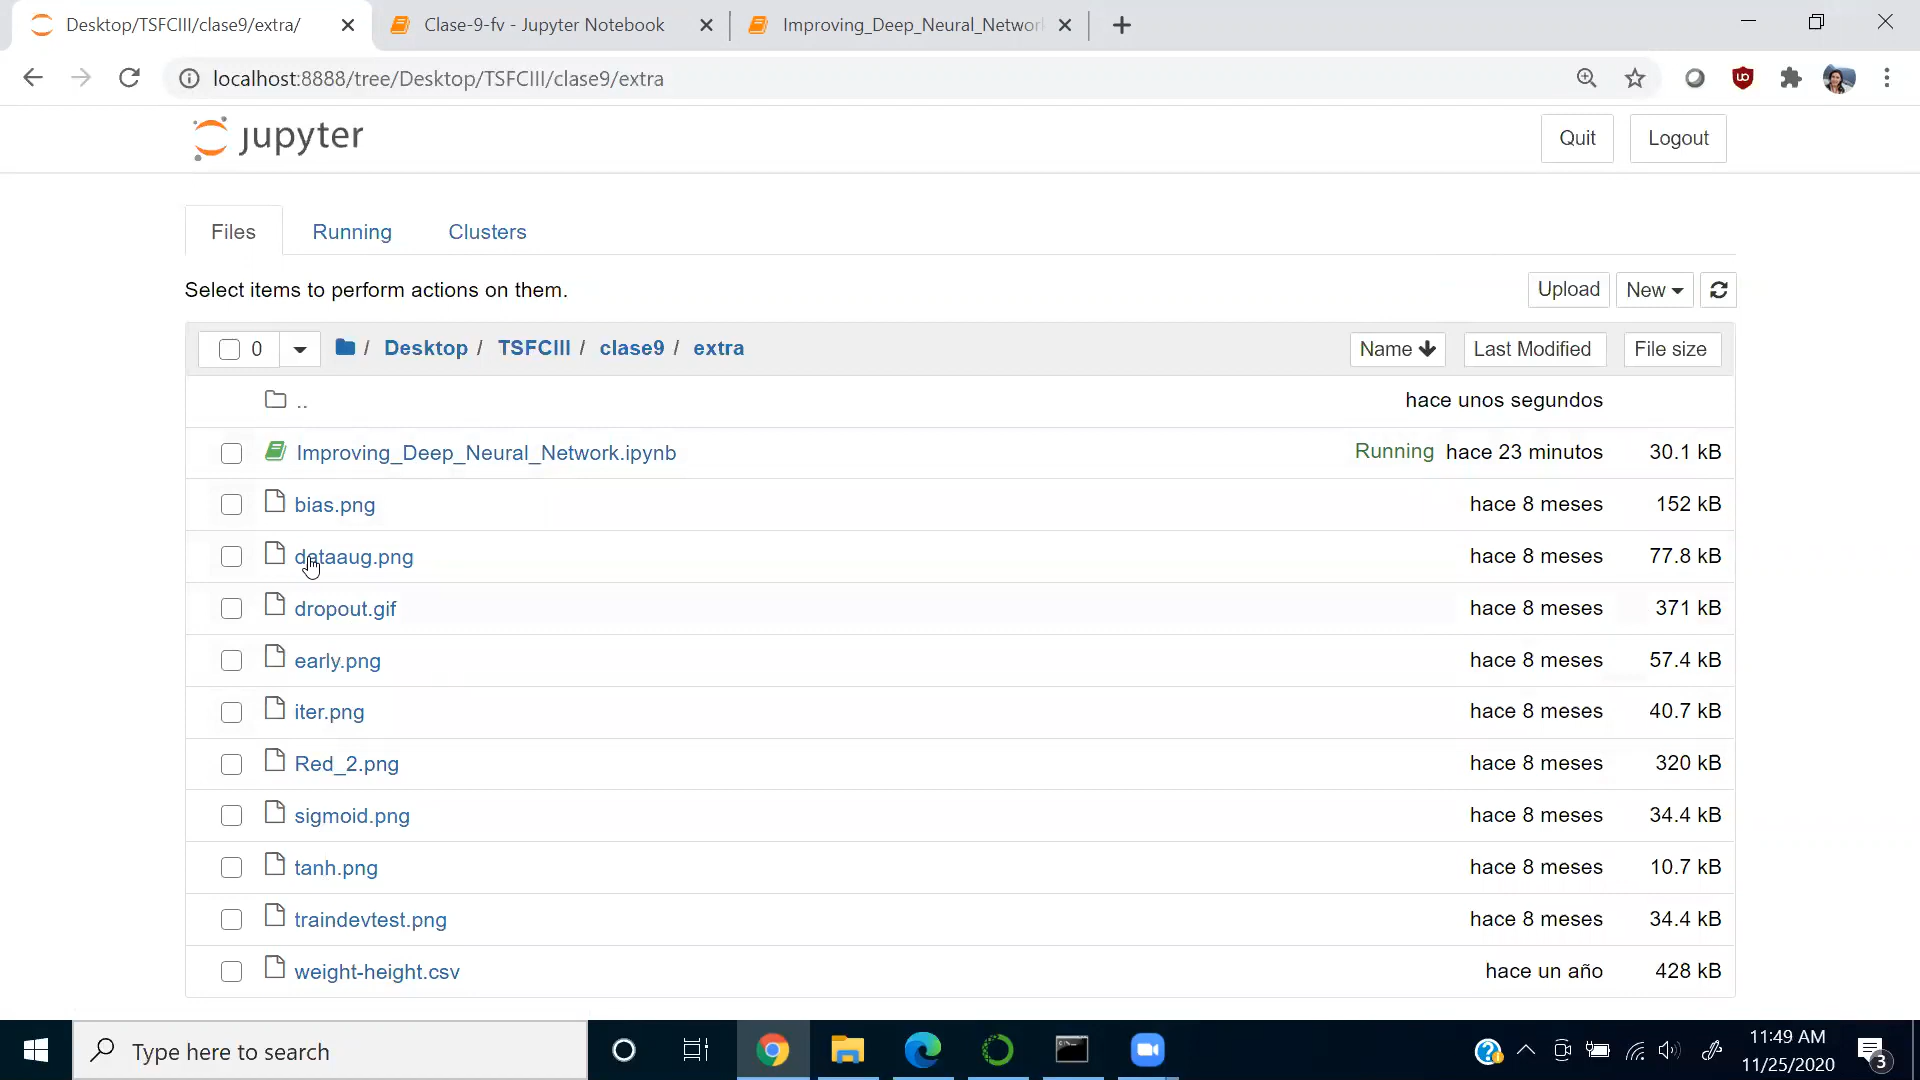 Desktop/TSFCIII/clase9/extra/
Clase-9-fv - Jupyter Notebook
Improving_Deep_Neural_Network
localhost:8888/tree/Desktop/TSFCIII/clase9/extra
jupyter
Quit
Logout
Files
Running
Clusters
Select items to perform actions on them.
Upload
New
0
/ Desktop / TSFCIII / clase9 / extra
Name
Last Modified
File size
..
hace unos segundos
Improving_Deep_Neural_Network.ipynb Running hace 23 minutos 30.1 kB
bias.png hace 8 meses 152 kB
dataaug.png hace 8 meses 77.8 kB
dropout.gif hace 8 meses 371 kB
early.png hace 8 meses 57.4 kB
iter.png hace 8 meses 40.7 kB
Red_2.png hace 8 meses 320 kB
sigmoid.png hace 8 meses 34.4 kB
tanh.png hace 8 meses 10.7 kB
traindevtest.png hace 8 meses 34.4 kB
weight-height.csv hace un año 428 kB
Type here to search
11:49 AM
11/25/2020
3